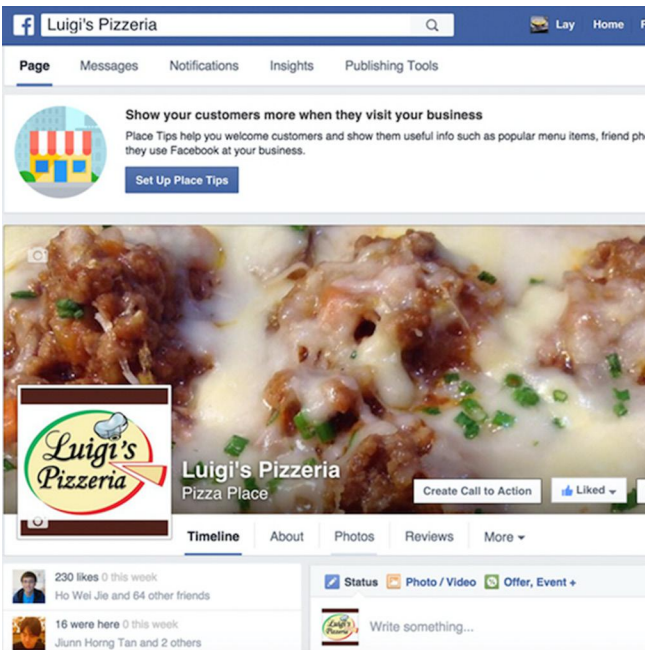 Luigi's Pizzeria
Lay Home
Page Messages Notifications Insights Publishing Tools
Show your customers more when they visit your business
Place Tips help you welcome customers and show them useful info such as popular menu items, friend
they use Facebook at your business.
Set Up Place Tips
Luigi's
Pizzeria
Luigi's Pizzeria
Pizza Place
Create Call to Action
Liked
Timeline About Photos Reviews More
230 likes 0 this week
Ho Wei Jie and 64 other friends
16 were here 0 this week
Jiunn Horng Tan and 2 others
Status Photo / Video Offer, Event +
Luigi's
Pizzeria
Write something...